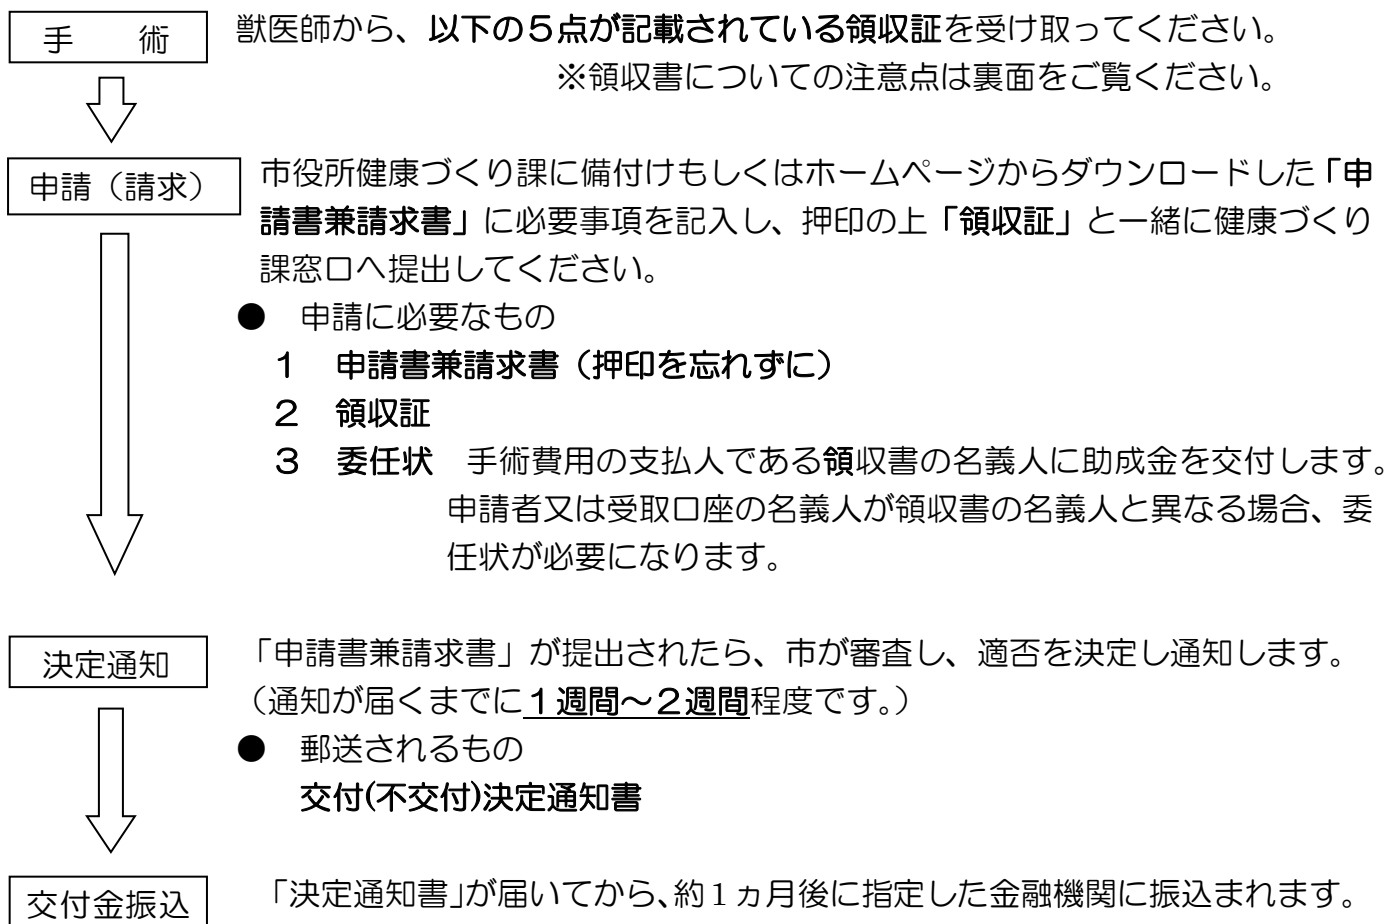 手　術
獣医師から、以下の５点が記載されている領収証を受け取ってください。
※領収書についての注意点は裏面をご覧ください。
申請（請求）
市役所健康づくり課に備付けもしくはホームページからダウンロードした「申
請書兼請求書」に必要事項を記入し、押印の上「領収証」と一緒に健康づくり
課窓口へ提出してください。
●　申請に必要なもの
１　申請書兼請求書（押印を忘れずに）
２　領収証
３　委任状　手術費用の支払人である領収書の名義人に助成金を交付します。
申請者又は受取口座の名義人が領収書の名義人と異なる場合、委
任状が必要になります。
決定通知
「申請書兼請求書」が提出されたら、市が審査し、適否を決定し通知します。
（通知が届くまでに１週間～２週間程度です。）
●　郵送されるもの
交付(不交付)決定通知書
交付金振込
「決定通知書」が届いてから、約１ヵ月後に指定した金融機関に振込まれます。